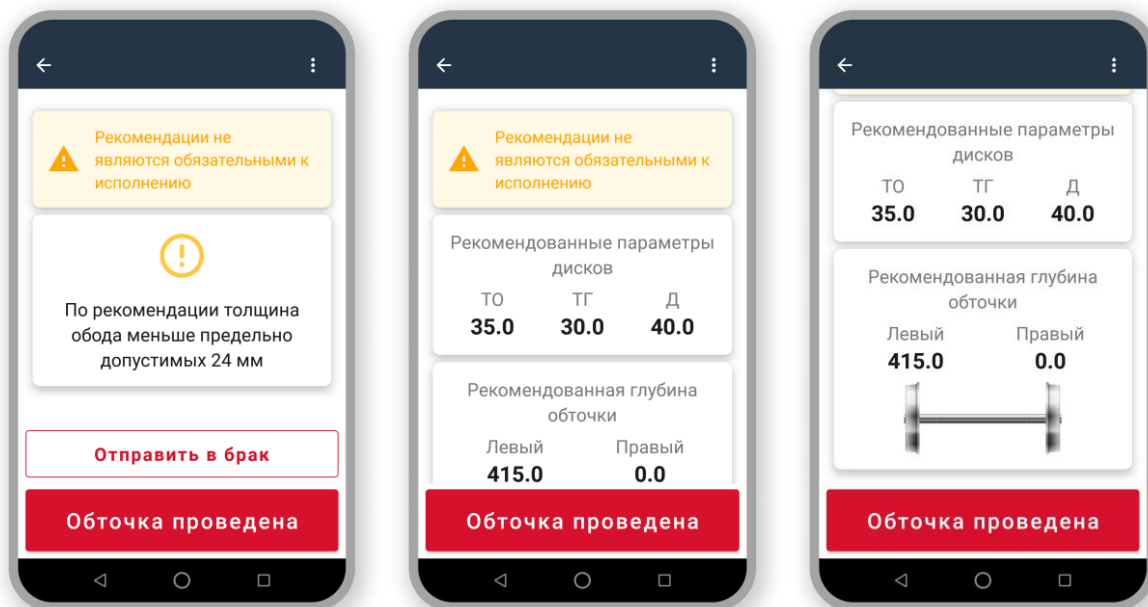 Рекомендации не
являются обязательными к
исполнению
По рекомендации толщина
обода меньше предельно
допустимых 24 мм
Отправить в брак
Обточка проведена
Рекомендации не
являются обязательными к
исполнению
Рекомендованные параметры
дисков
ТО ТГ Д
35.0 30.0 40.0
Рекомендованная глубина
обточки
Левый Правый
415.0 0.0
Обточка проведена
Рекомендованные параметры
дисков
ТО ТГ Д
35.0 30.0 40.0
Рекомендованная глубина
обточки
Левый Правый
415.0 0.0
Обточка проведена